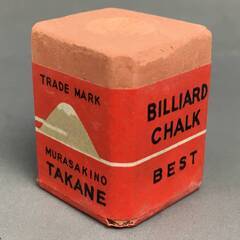 TRADE MARK
MURASAKINO
TAKANE
BILLIARD
CHALK
BEST